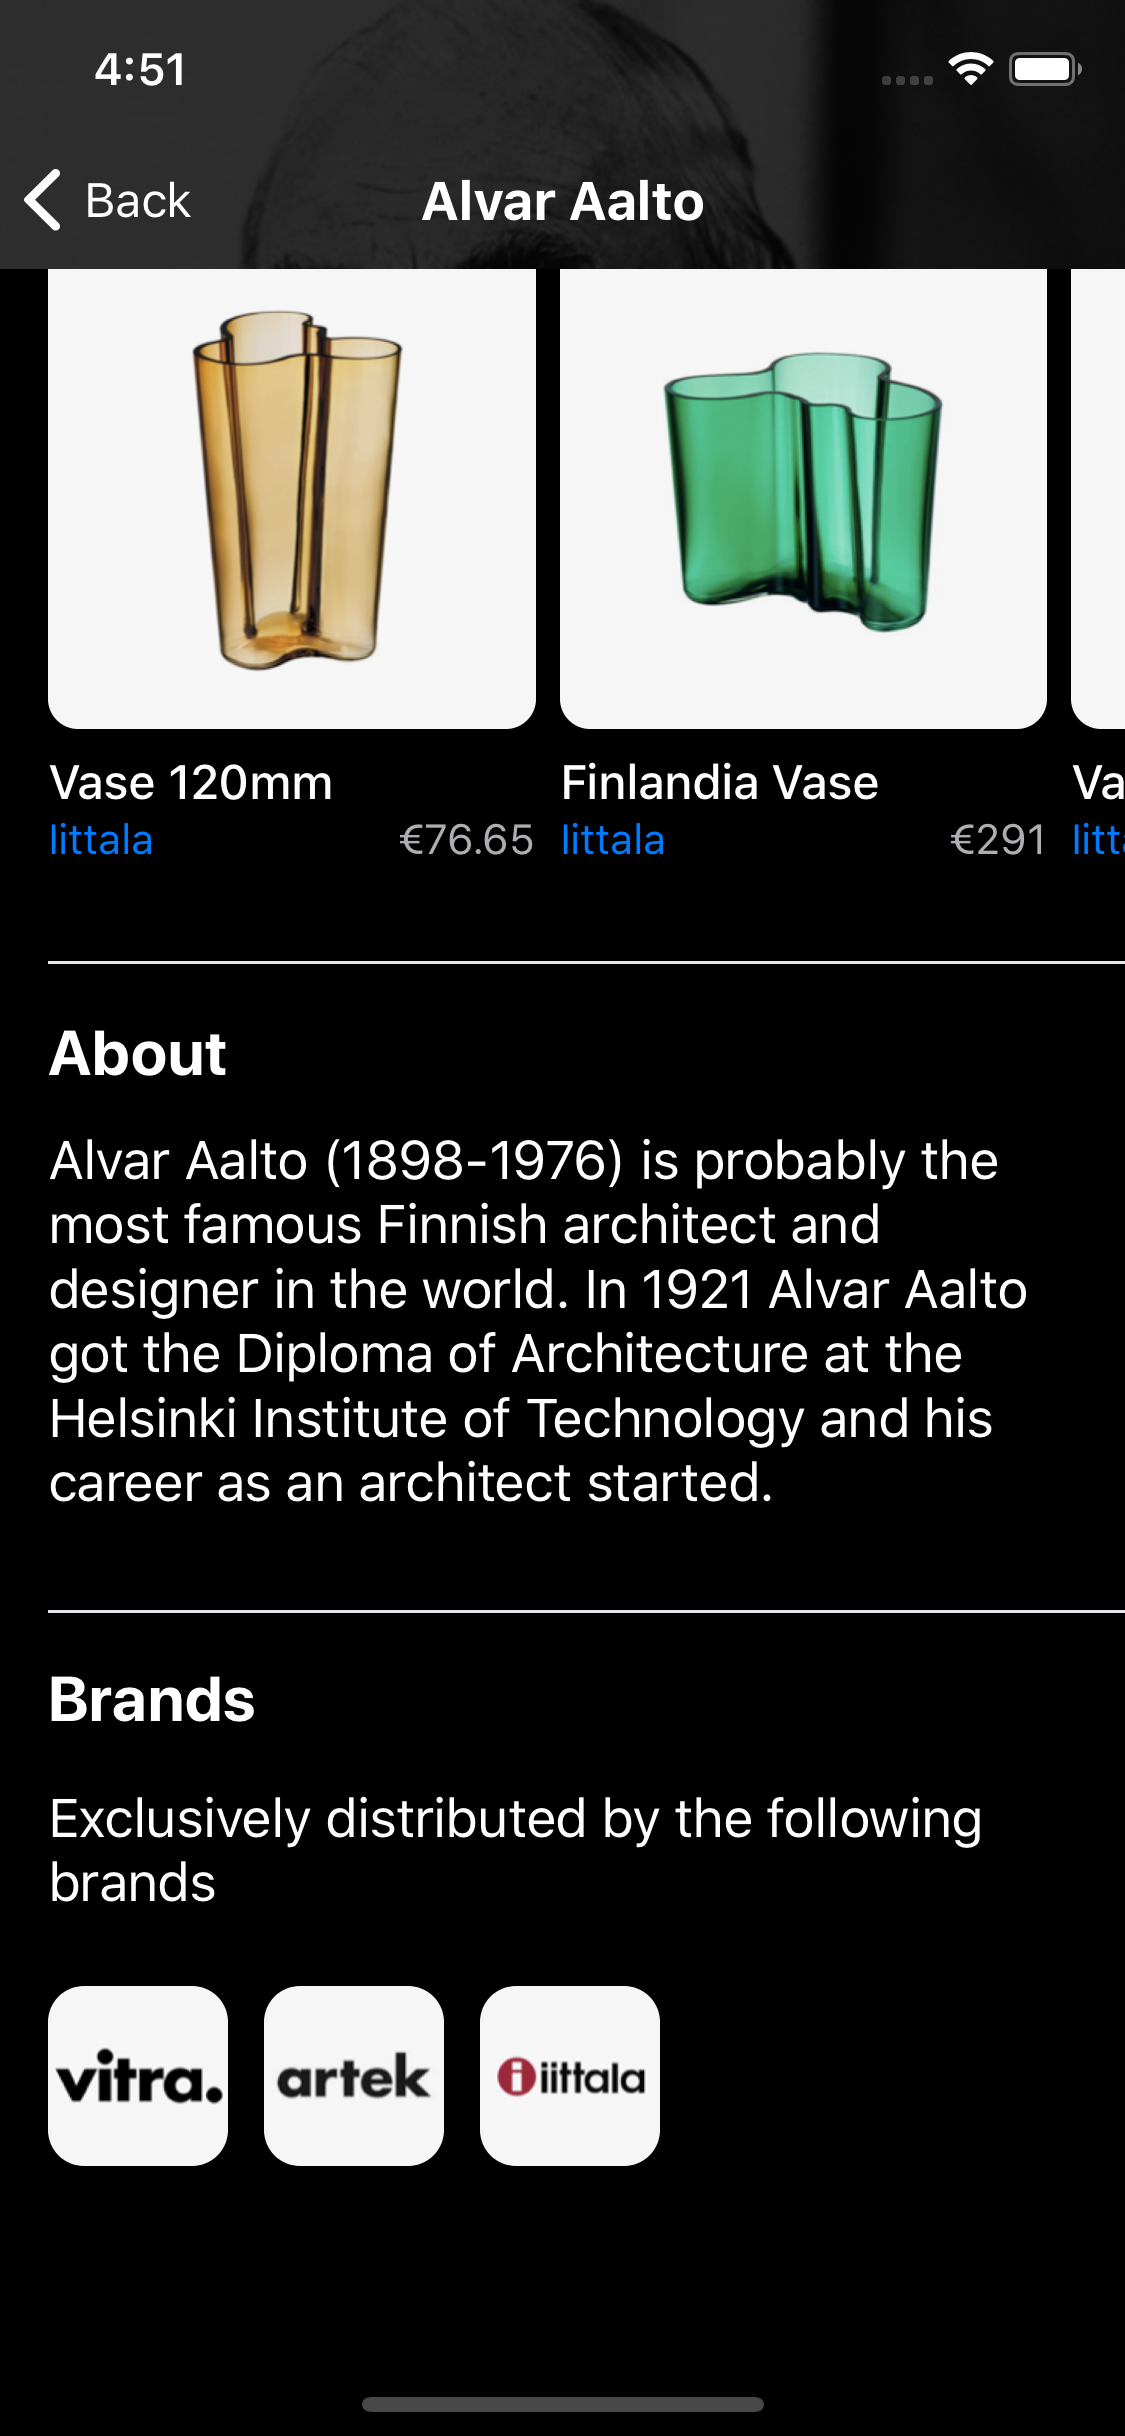 4:51
Back
Alvar Aalto
Vase 120mm
Finlandia Vase
Va
Iittala
€76.65
Iittala
€291
Iitt
About
Alvar Aalto (1898-1976) is probably the
most famous Finnish architect and
designer in the world. In 1921 Alvar Aalto
got the Diploma of Architecture at the
Helsinki Institute of Technology and his
career as an architect started.
Brands
Exclusively distributed by the following
brands
vitra.
artek
i iittala